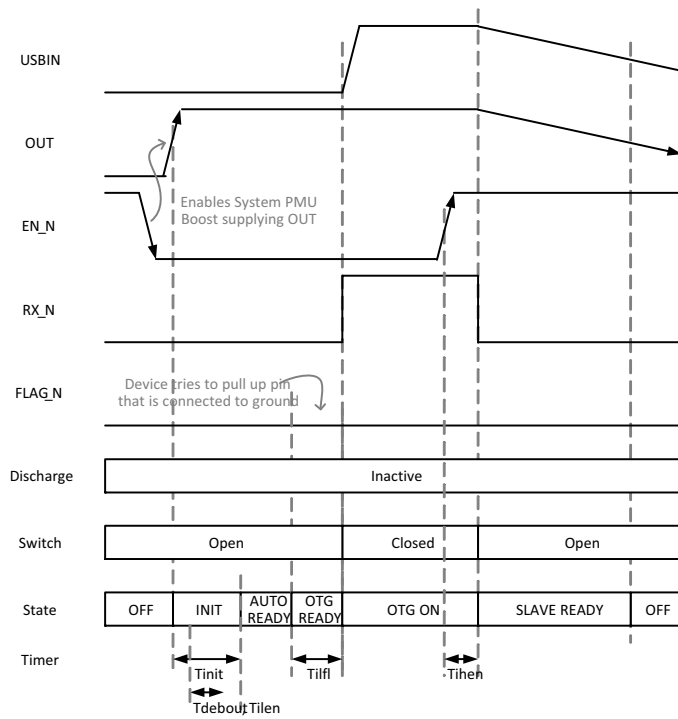 USBIN
OUT
Enables System PMU
Boost supplying OUT
EN_N
RX_N
Device tries to pull up pin
that is connected to ground
FLAG_N
Discharge
Inactive
Switch
Open
Closed
Open
State
OFF
INIT
AUTO
READY
OTG
READY
OTG ON
SLAVE READY
OFF
Timer
Tinit
Tilfl
Tihen
Tdebout,Tilen